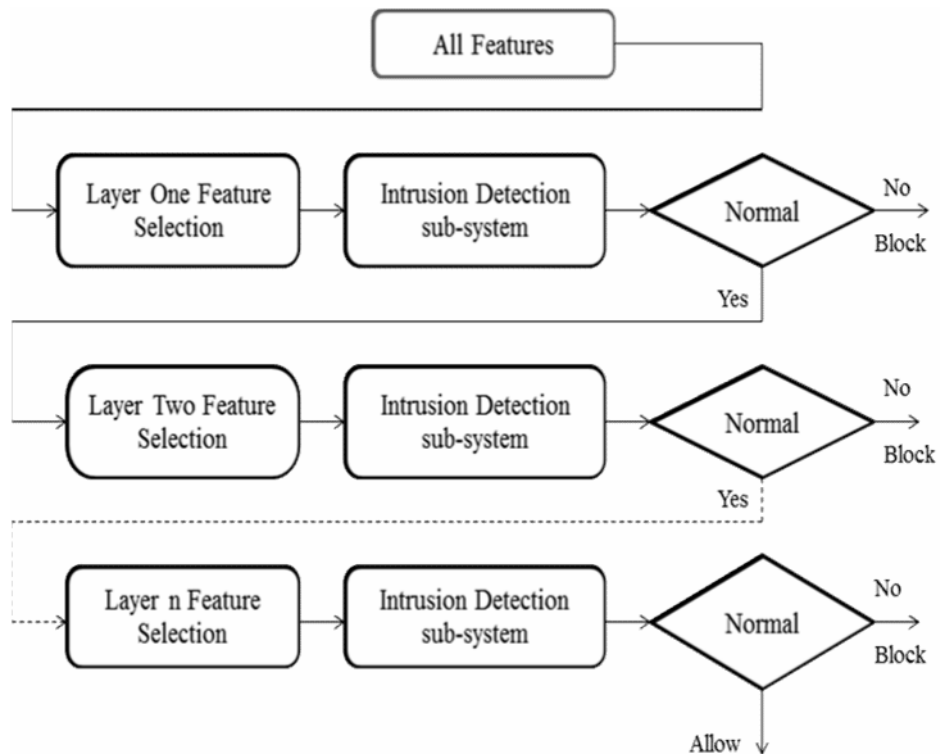 All Features
Layer One Feature
Selection
Intrusion Detection
sub-system
Normal
No
Block
Yes
Layer Two Feature
Selection
Intrusion Detection
sub-system
Normal
No
Block
Yes
Layer n Feature
Selection
Intrusion Detection
sub-system
Normal
No
Block
Allow